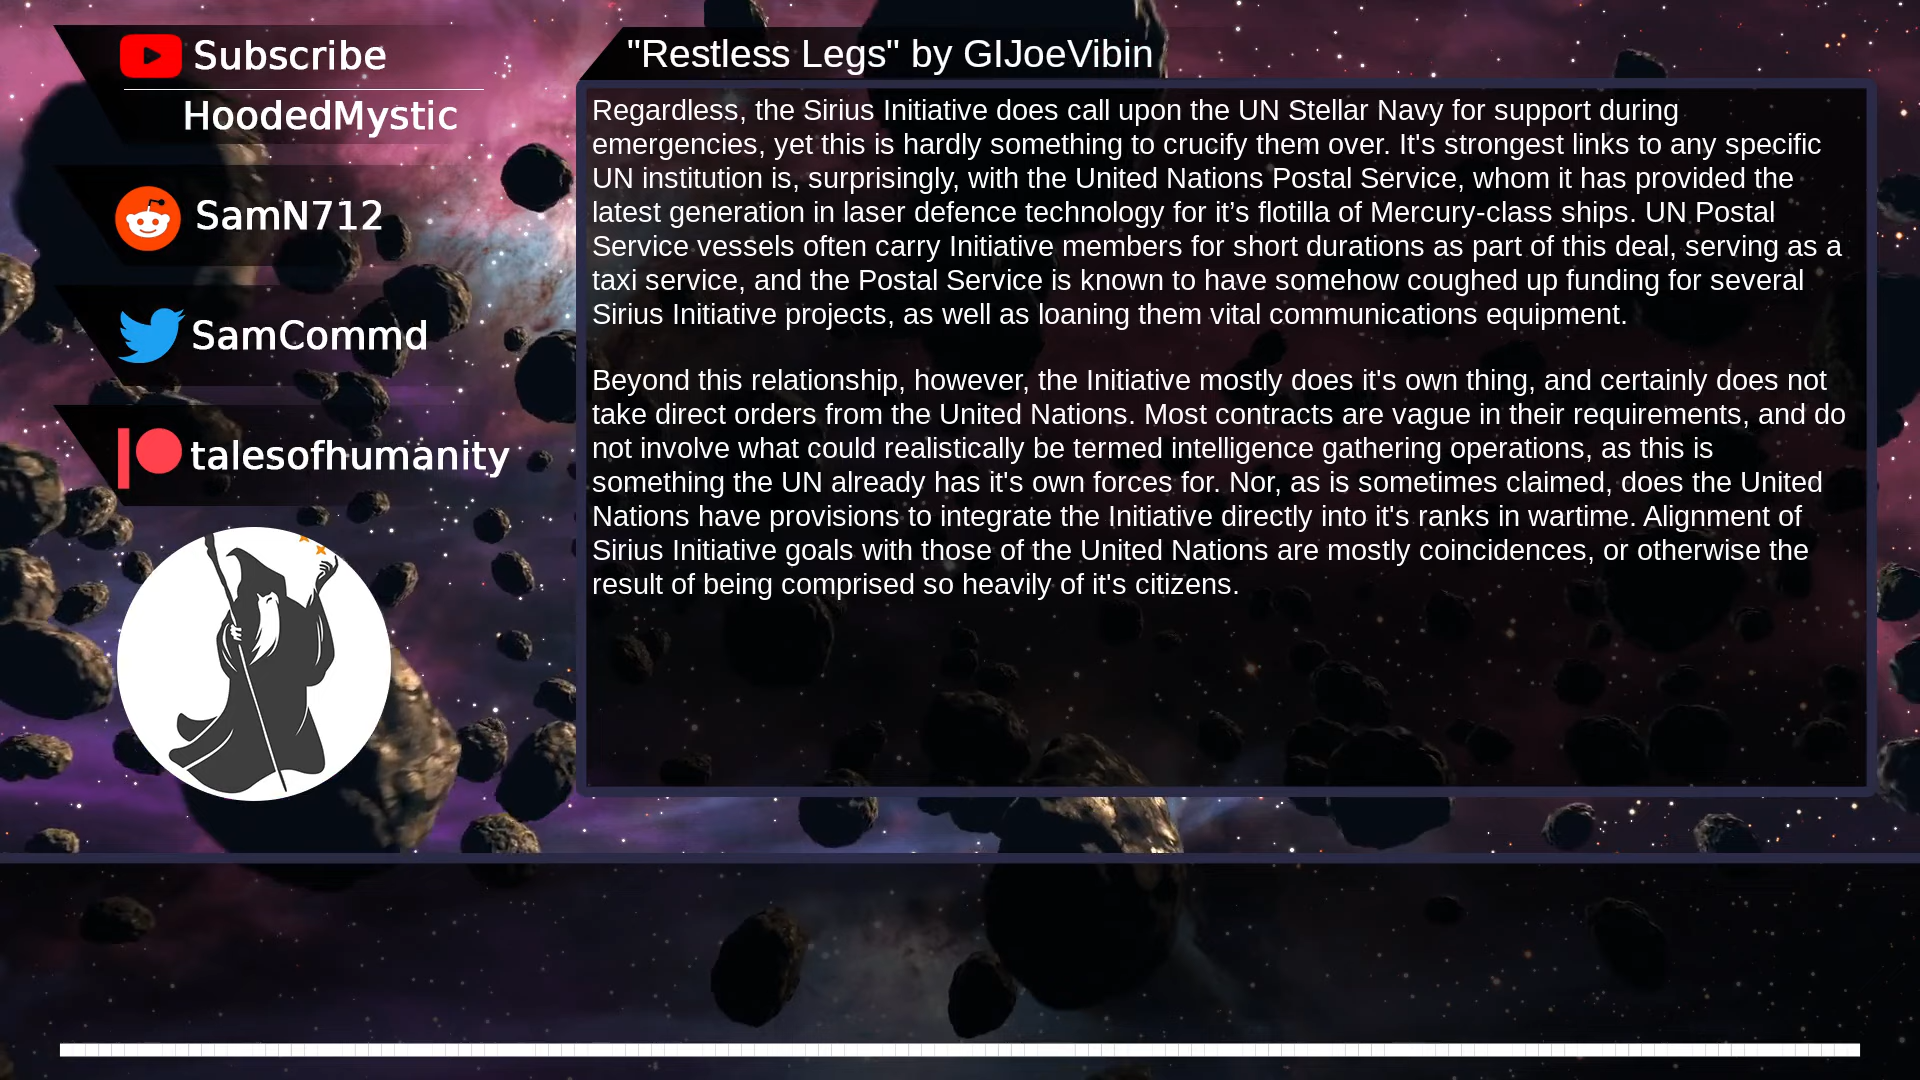 Subscribe
HoodedMystic
SamN712
SamCommd
talesofhumanity
"Restless Legs" by GIJoeVibin
Regardless, the Sirius Initiative does call upon the UN Stellar Navy for support during
emergencies, yet this is hardly something to crucify them over. It's strongest links to any specific
UN institution is, surprisingly, with the United Nations Postal Service, whom it has provided the
latest generation in laser defence technology for it’s flotilla of Mercury-class ships. UN Postal
Service vessels often carry Initiative members for short durations as part of this deal, serving as a
taxi service, and the Postal Service is known to have somehow coughed up funding for several
Sirius Initiative projects, as well as loaning them vital communications equipment.
Beyond this relationship, however, the Initiative mostly does it's own thing, and certainly does not
take direct orders from the United Nations. Most contracts are vague in their requirements, and do
not involve what could realistically be termed intelligence gathering operations, as this is
something the UN already has it's own forces for. Nor, as is sometimes claimed, does the United
Nations have provisions to integrate the Initiative directly into it's ranks in wartime. Alignment of
Sirius Initiative goals with those of the United Nations are mostly coincidences, or otherwise the
result of being comprised so heavily of it's citizens.